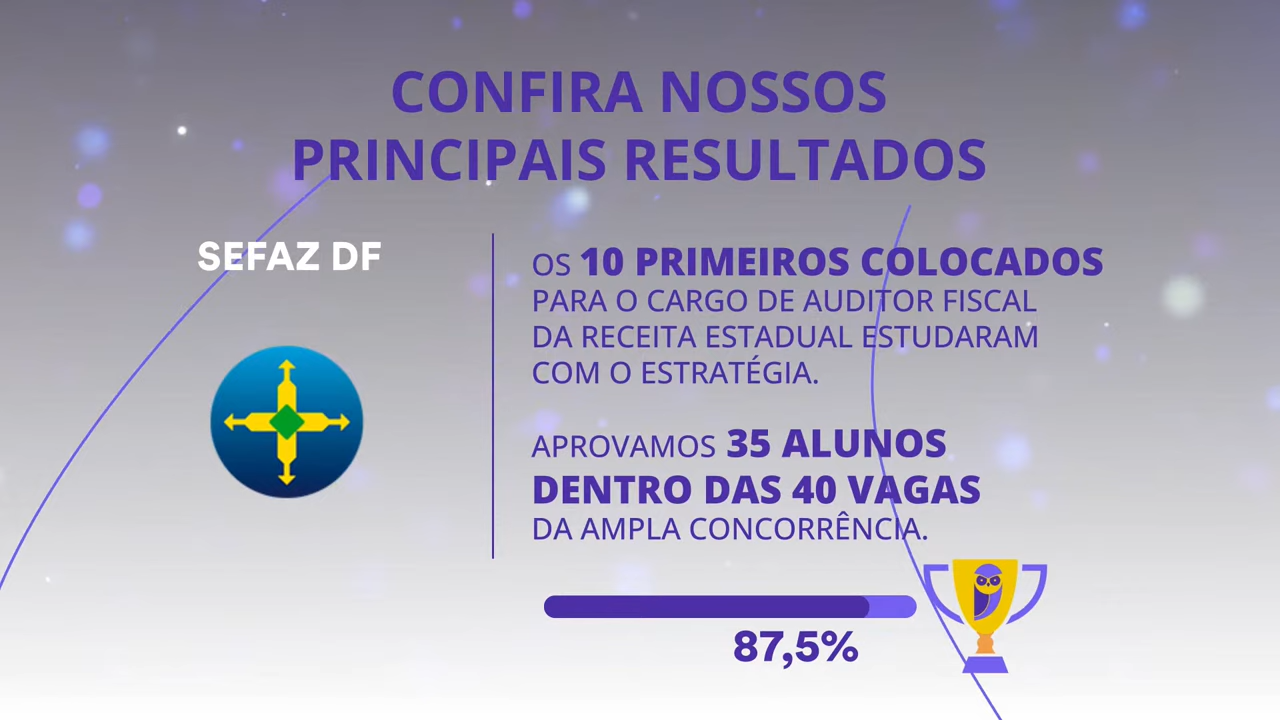 CONFIRA NOSSOS
PRINCIPAIS RESULTADOS
SEFAZ DF
OS 10 PRIMEIROS COLOCADOS
PARA O CARGO DE AUDITOR FISCAL
DA RECEITA ESTADUAL ESTUDARAM
COM O ESTRATÉGIA.
APROVAMOS 35 ALUNOS
DENTRO DAS 40 VAGAS
DA AMPLA CONCORRÊNCIA.
87,5%